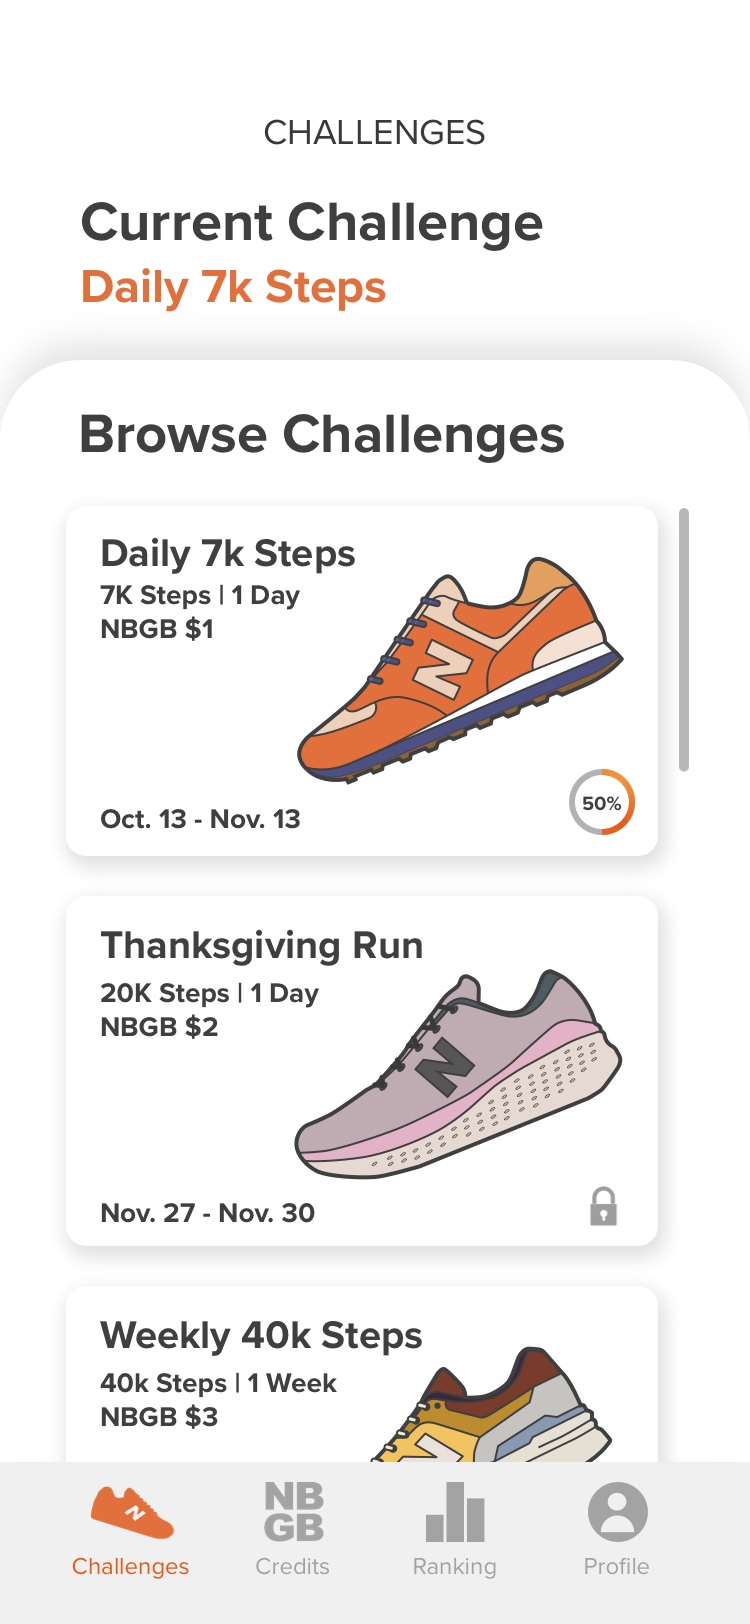 CHALLENGES
Current Challenge
Daily 7k Steps
Browse Challenges
Daily 7k Steps
7K Steps | 1 Day
NBGB $1
N
Oct. 13 - Nov. 13
50%
Thanksgiving Run
20K Steps | 1 Day
NBGB $2
N
Nov. 27 - Nov. 30
Weekly 40k Steps
40k Steps | 1 Week
NBGB $3
N
N
NB
GB
Challenges
Credits
Ranking
Profile